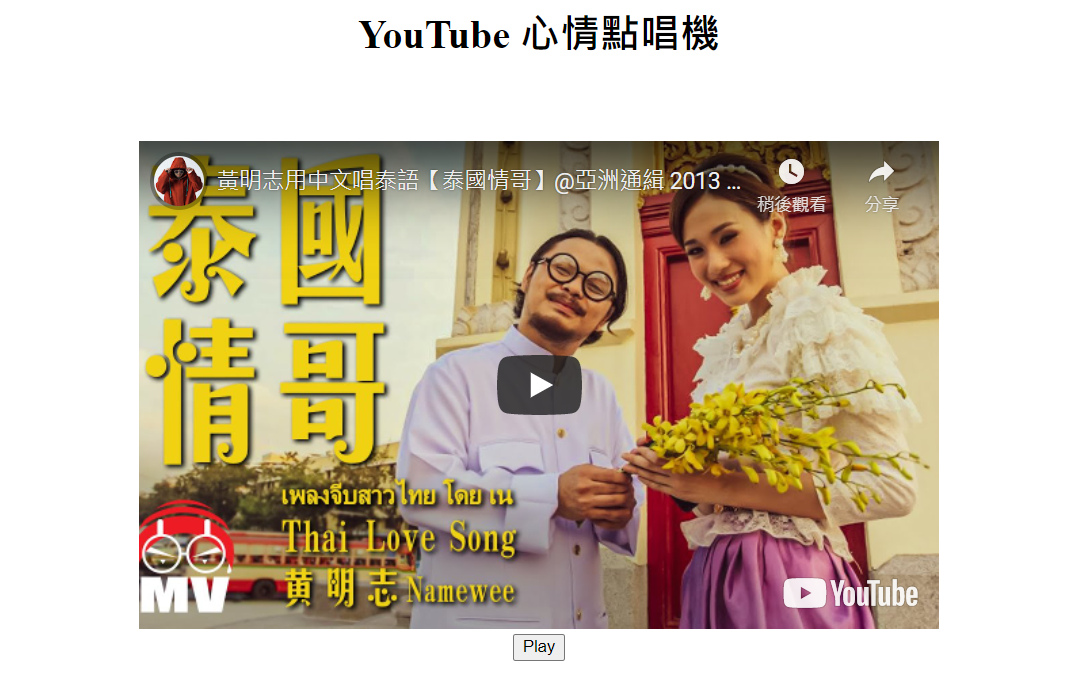 YouTube 心情點唱機
黃明志用中文唱泰語【泰國情哥】@亞洲通緝 2013 ...
稍後觀看
分享
泰國
情哥
เพลงจีบสาวไทย โดย เน
Thai Love Song
黄明志 Namewee
MV
YouTube
Play